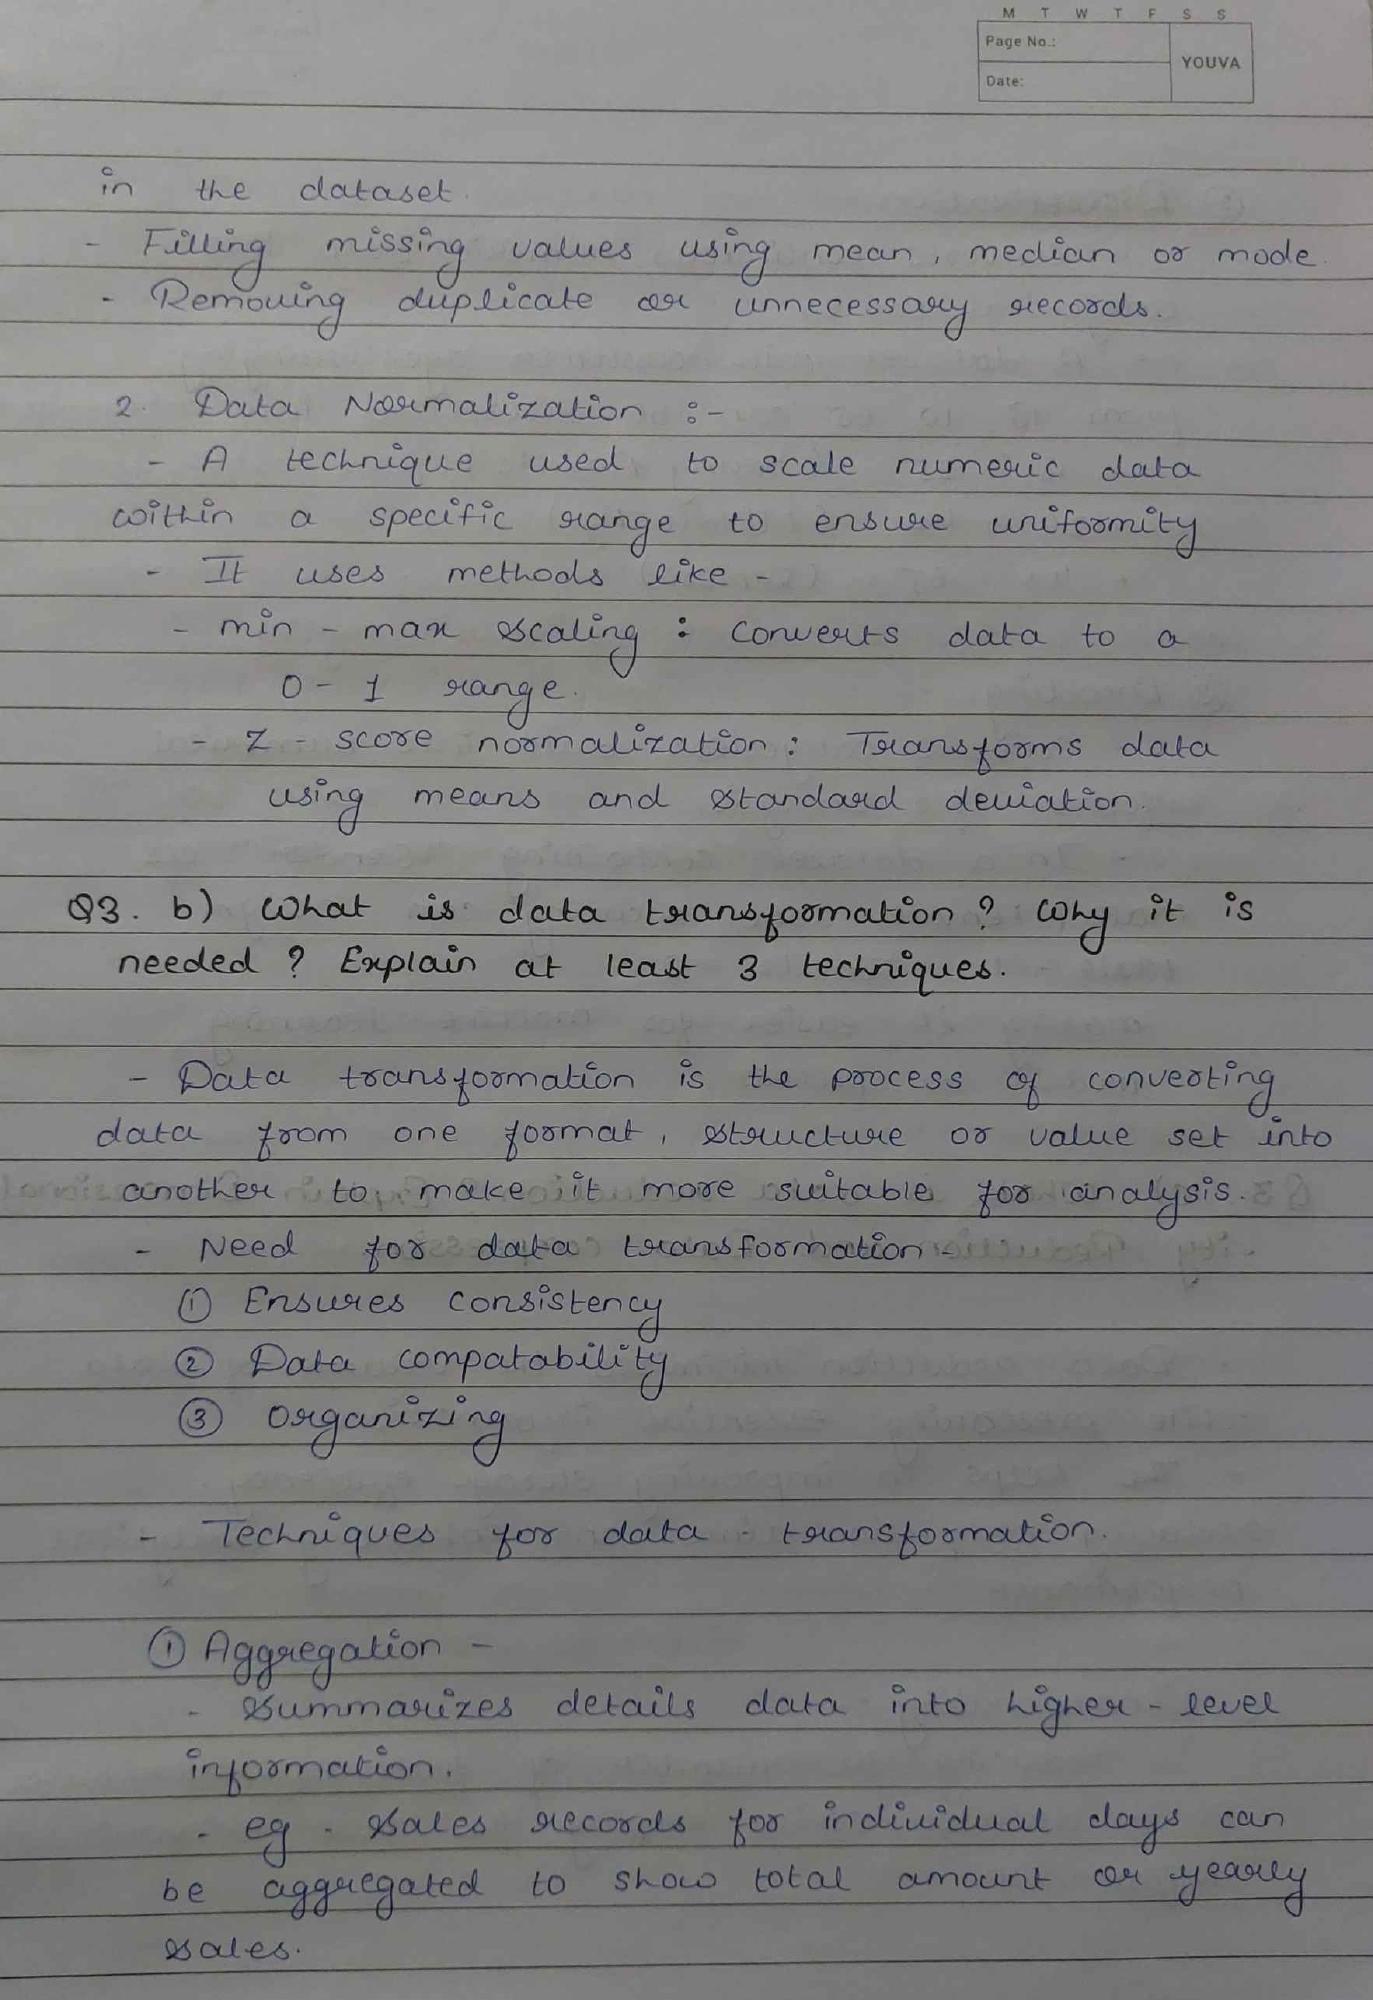 M T W T F S S
Page No.:
YOUVA
Date:
in the dataset.
- Filling missing values using mean, median or mode.
- Removing duplicate or unnecessary records.
2. Data Normalization :-
- A technique used to scale numeric data
within a specific range to ensure uniformity
- It uses methods like -
- min - max scaling : Converts data to a
0 - 1 range.
- Z - score normalization : Transforms data
using means and standard deviation.
Q3. b) What is data transformation ? Why it is
needed ? Explain at least 3 techniques.
- Data transformation is the process of converting
data from one format, structure or value set into
another to make it more suitable for analysis.
- Need for data transformation -
① Ensures consistency
② Data compatability
③ Organizing
- Techniques for data - transformation.
① Aggregation -
- Summarizes details data into higher - level
information.
- eg - Sales records for individual days can
be aggregated to show total amount or yearly
sales.